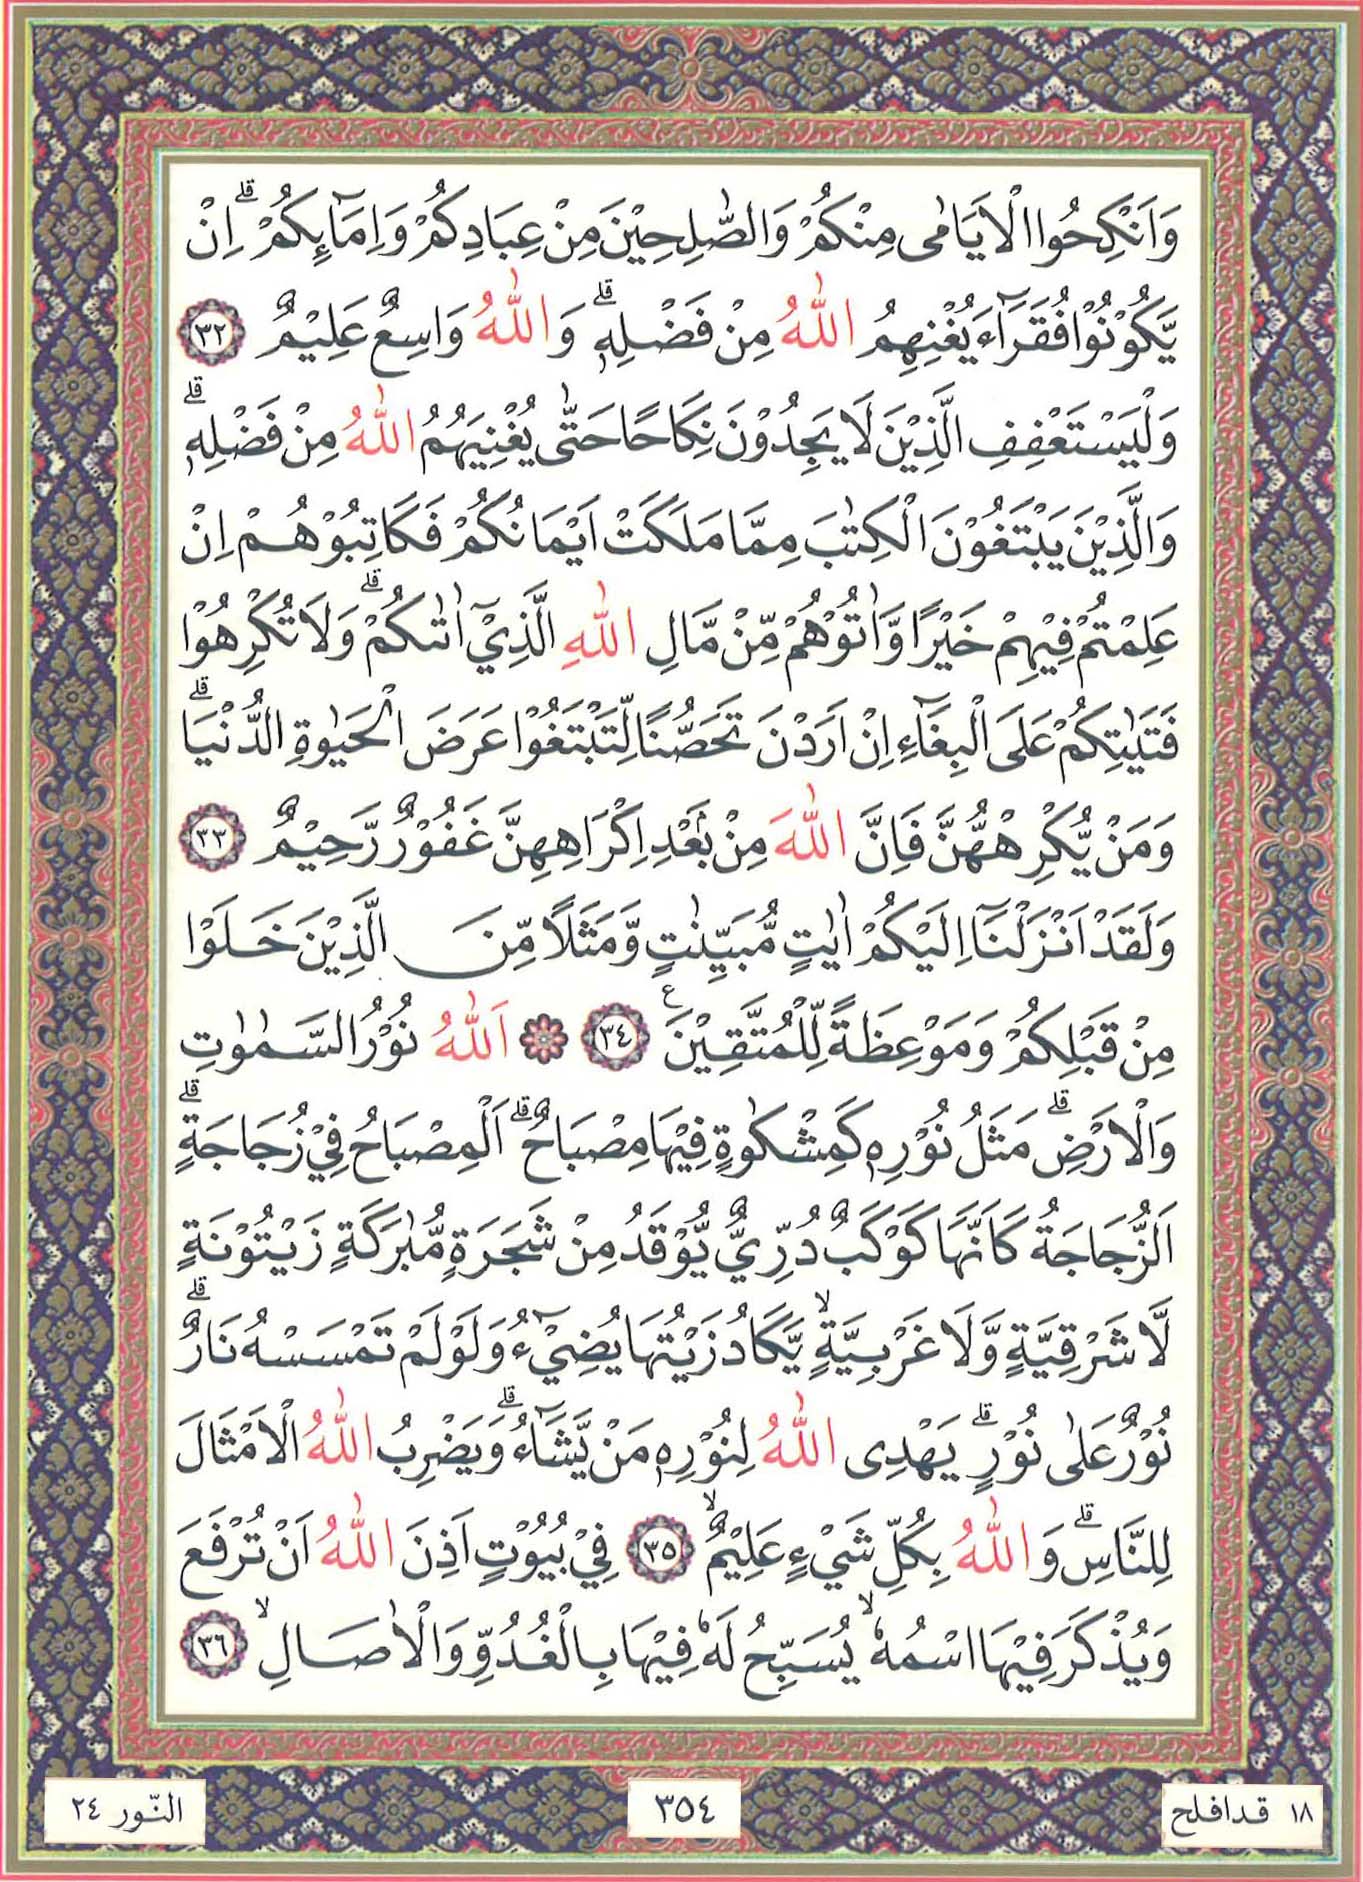 وَاَنْكِحُوا الْاَيَامٰى مِنْكُمْ وَالصّٰلِحِيْنَ مِنْ عِبَادِكُمْ وَاِمَآئِكُمْ ؕ اِنْ
يَّكُوْنُوْا فُقَرَآءَ يُغْنِهِمُ اللّٰهُ مِنْ فَضْلِهٖ ؕ وَاللّٰهُ وَاسِعٌ عَلِيْمٌ ﴿٣٢﴾
وَلْيَسْتَعْفِفِ الَّذِيْنَ لَا يَجِدُوْنَ نِكَاحًا حَتّٰى يُغْنِيَهُمُ اللّٰهُ مِنْ فَضْلِهٖ ؕ
وَالَّذِيْنَ يَبْتَغُوْنَ الْكِتٰبَ مِمَّا مَلَكَتْ اَيْمَانُكُمْ فَكَاتِبُوْهُمْ اِنْ
عَلِمْتُمْ فِيْهِمْ خَيْرًا وَّاٰتُوْهُمْ مِّنْ مَّالِ اللّٰهِ الَّذِيْٓ اٰتٰىكُمْ ؕ وَلَا تُكْرِهُوْا
فَتَيٰتِكُمْ عَلَى الْبِغَآءِ اِنْ اَرَدْنَ تَحَصُّنًا لِّتَبْتَغُوْا عَرَضَ الْحَيٰوةِ الدُّنْيَا ؕ
وَمَنْ يُّكْرِهْهُّنَّ فَاِنَّ اللّٰهَ مِنْ بَعْدِ اِكْرَاهِهِنَّ غَفُوْرٌ رَّحِيْمٌ ﴿٣٣﴾
وَلَقَدْ اَنْزَلْنَآ اِلَيْكُمْ اٰيٰتٍ مُّبَيِّنٰتٍ وَّمَثَلًا مِّنَ الَّذِيْنَ خَلَوْا
مِنْ قَبْلِكُمْ وَمَوْعِظَةً لِّلْمُتَّقِيْنَ ع ﴿٣٤﴾ اَللّٰهُ نُوْرُ السَّمٰوٰتِ
وَالْاَرْضِ ؕ مَثَلُ نُوْرِهٖ كَمِشْكٰوةٍ فِيْهَا مِصْبَاحٌ ؕ اَلْمِصْبَاحُ فِيْ زُجَاجَةٍ ؕ
اَلزُّجَاجَةُ كَاَنَّهَا كَوْكَبٌ دُرِّيٌّ يُّوْقَدُ مِنْ شَجَرَةٍ مُّبٰرَكَةٍ زَيْتُوْنَةٍ
لَّا شَرْقِيَّةٍ وَّلَا غَرْبِيَّةٍ ۙ يَّكَادُ زَيْتُهَا يُضِيْٓءُ وَلَوْ لَمْ تَمْسَسْهُ نَارٌ ؕ
نُوْرٌ عَلٰى نُوْرٍ ؕ يَهْدِى اللّٰهُ لِنُوْرِهٖ مَنْ يَّشَآءُ ؕ وَيَضْرِبُ اللّٰهُ الْاَمْثَالَ
لِلنَّاسِ ؕ وَاللّٰهُ بِكُلِّ شَيْءٍ عَلِيْمٌ ۙ ﴿٣٥﴾ فِيْ بُيُوْتٍ اَذِنَ اللّٰهُ اَنْ تُرْفَعَ
وَيُذْكَرَ فِيْهَا اسْمُهٗ ۙ يُسَبِّحُ لَهٗ فِيْهَا بِالْغُدُوِّ وَالْاٰصَالِ ۙ ﴿٣٦﴾
١٨ قدافلح
٣٥٤
النّور ٢٤